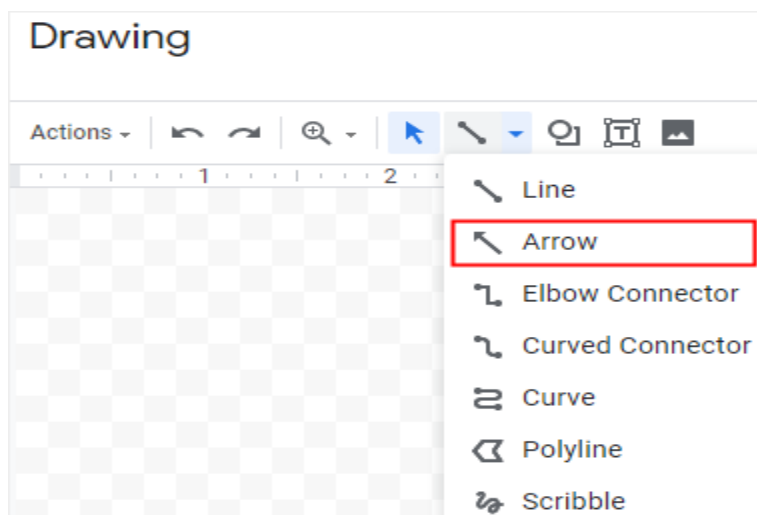 Drawing
Actions
1 2
Line
Arrow
Elbow Connector
Curved Connector
Curve
Polyline
Scribble